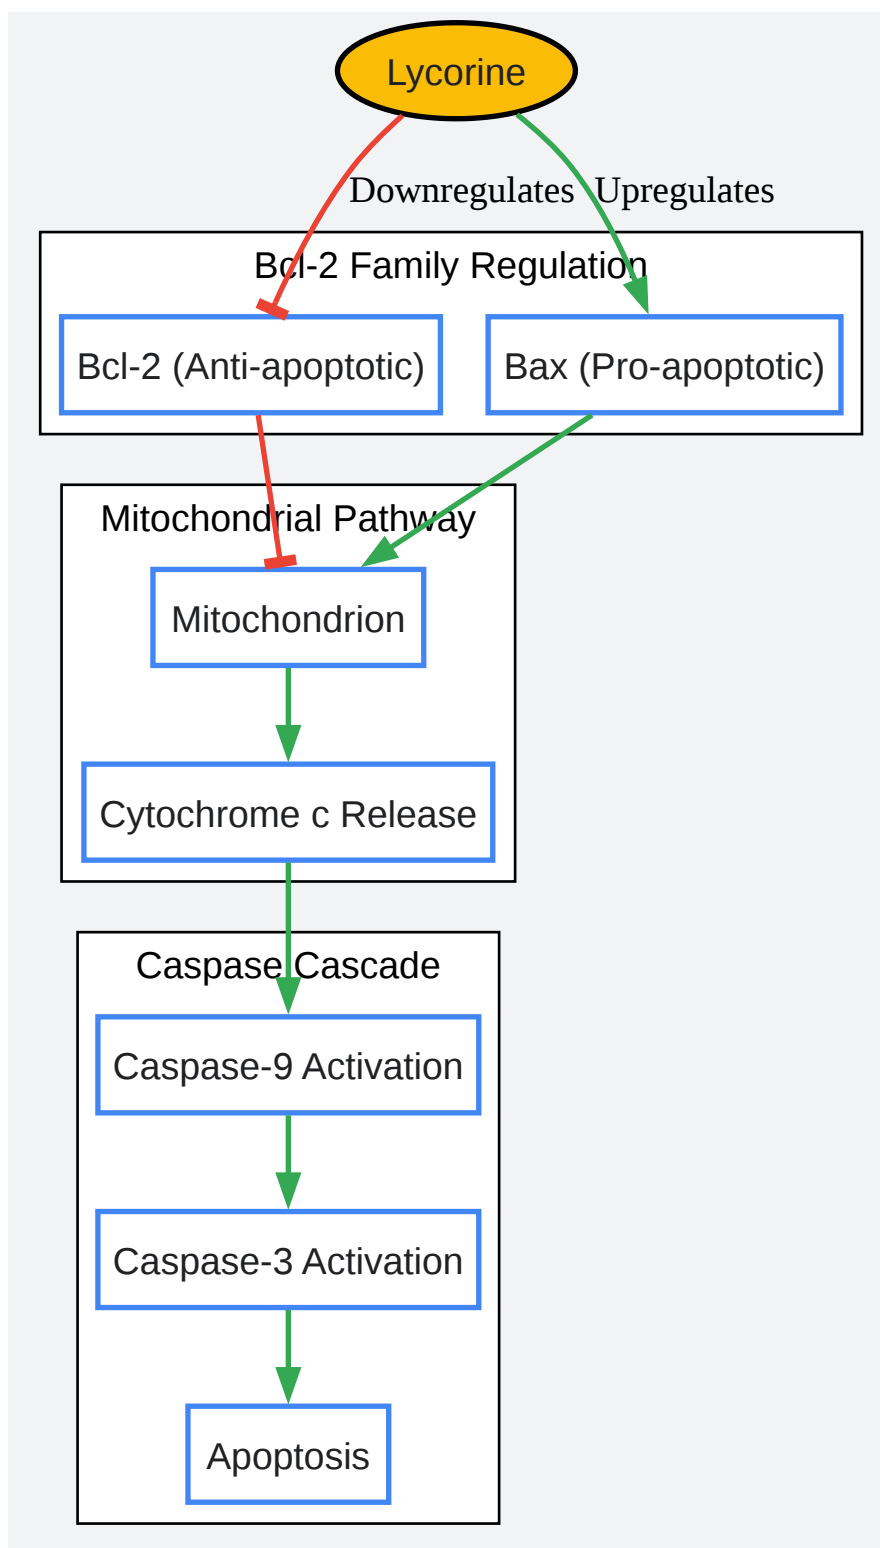 Lycorine
Downregulates
Upregulates
Bcl-2 Family Regulation
Bcl-2 (Anti-apoptotic)
Bax (Pro-apoptotic)
Mitochondrial Pathway
Mitochondrion
Cytochrome c Release
Caspase Cascade
Caspase-9 Activation
Caspase-3 Activation
Apoptosis